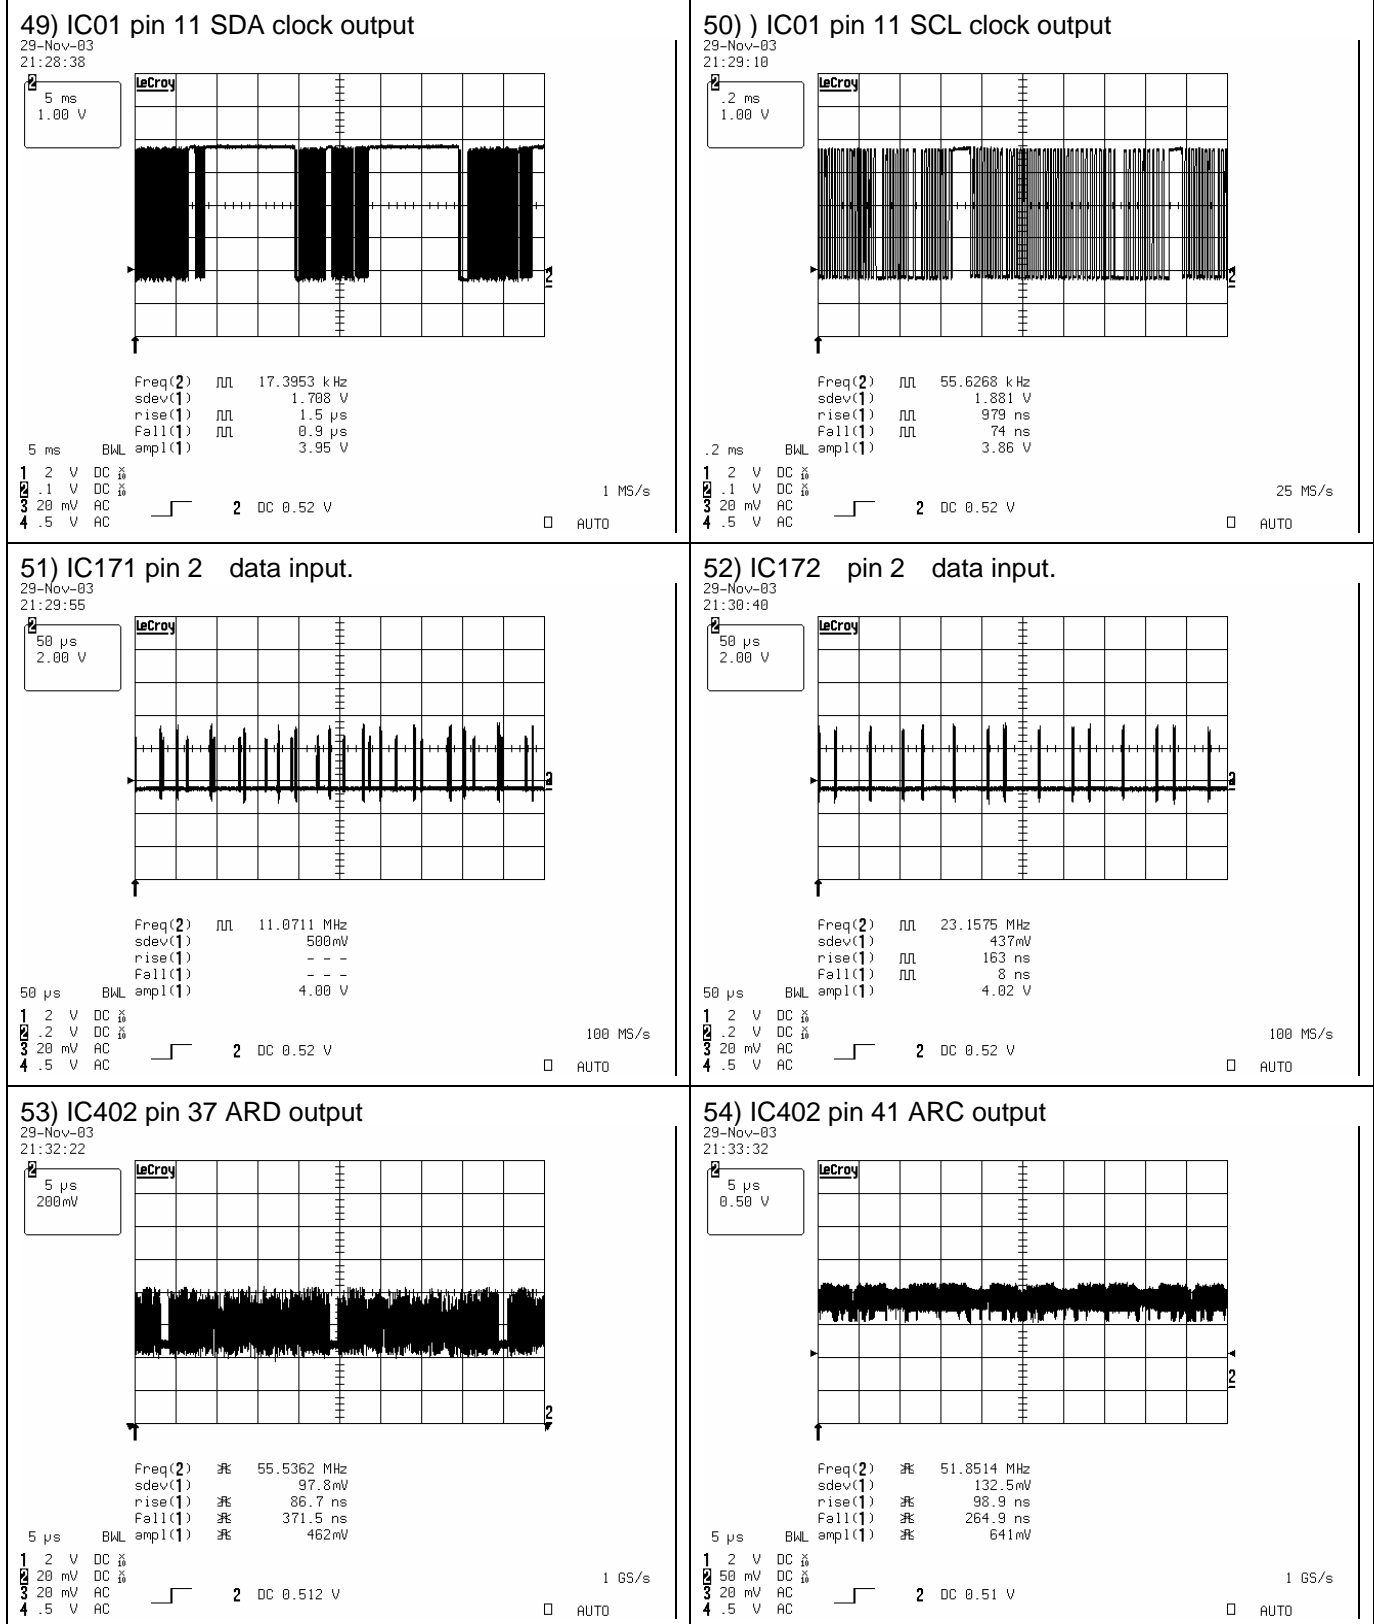 49) IC01 pin 11 SDA clock output
29-Nov-03
21:28:38
2
5 ms
1.00 V
LeCroy
2
Freq(2) 17.3953 kHz
sdev(1) 1.708 V
rise(1) 1.5 µs
Fall(1) 0.9 µs
ampl(1) 3.95 V
5 ms BWL
1 2 V DC x10
2 .1 V DC x10
3 20 mV AC
4 .5 V AC
2 DC 0.52 V
1 MS/s
AUTO
50) ) IC01 pin 11 SCL clock output
29-Nov-03
21:29:10
2
.2 ms
1.00 V
LeCroy
2
Freq(2) 55.6268 kHz
sdev(1) 1.881 V
rise(1) 979 ns
Fall(1) 74 ns
ampl(1) 3.86 V
.2 ms BWL
1 2 V DC x10
2 .1 V DC x10
3 20 mV AC
4 .5 V AC
2 DC 0.52 V
25 MS/s
AUTO
51) IC171 pin 2 data input.
29-Nov-03
21:29:55
2
50 µs
2.00 V
LeCroy
2
Freq(2) 11.0711 MHz
sdev(1) 500mV
rise(1) - - -
Fall(1) - - -
ampl(1) 4.00 V
50 µs BWL
1 2 V DC x10
2 .2 V DC x10
3 20 mV AC
4 .5 V AC
2 DC 0.52 V
100 MS/s
AUTO
52) IC172 pin 2 data input.
29-Nov-03
21:30:40
2
50 µs
2.00 V
LeCroy
2
Freq(2) 23.1575 MHz
sdev(1) 437mV
rise(1) 163 ns
Fall(1) 8 ns
ampl(1) 4.02 V
50 µs BWL
1 2 V DC x10
2 .2 V DC x10
3 20 mV AC
4 .5 V AC
2 DC 0.52 V
100 MS/s
AUTO
53) IC402 pin 37 ARD output
29-Nov-03
21:32:22
2
5 µs
200mV
LeCroy
2
Freq(2) 55.5362 MHz
sdev(1) 97.8mV
rise(1) 86.7 ns
Fall(1) 371.5 ns
ampl(1) 462mV
5 µs BWL
1 2 V DC x10
2 20 mV DC x10
3 20 mV AC
4 .5 V AC
2 DC 0.512 V
1 GS/s
AUTO
54) IC402 pin 41 ARC output
29-Nov-03
21:33:32
2
5 µs
0.50 V
LeCroy
2
Freq(2) 51.8514 MHz
sdev(1) 132.5mV
rise(1) 98.9 ns
Fall(1) 264.9 ns
ampl(1) 641mV
5 µs BWL
1 2 V DC x10
2 50 mV DC x10
3 20 mV AC
4 .5 V AC
2 DC 0.51 V
1 GS/s
AUTO